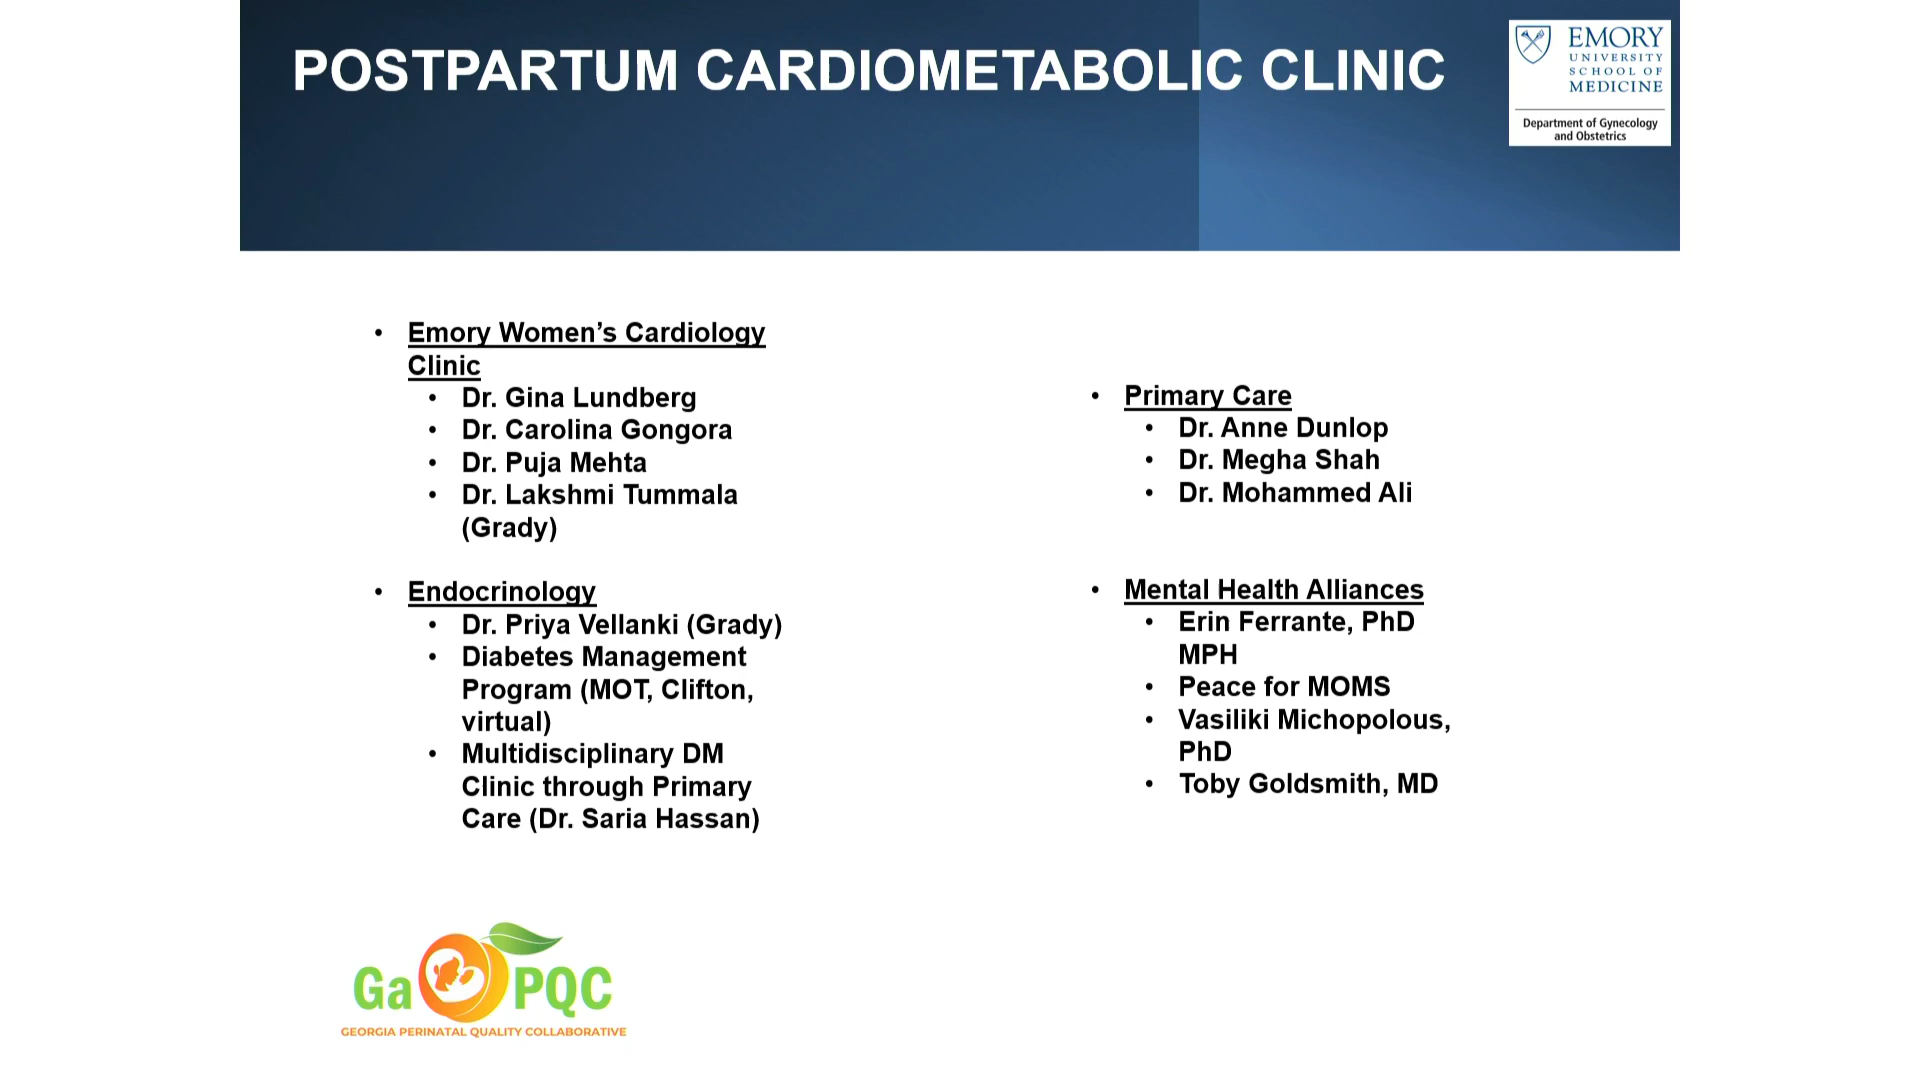 POSTPARTUM CARDIOMETABOLIC CLINIC
EMORY
UNIVERSITY
SCHOOL OF
MEDICINE
Department of Gynecology
and Obstetrics
• Emory Women’s Cardiology
Clinic
• Dr. Gina Lundberg
• Dr. Carolina Gongora
• Dr. Puja Mehta
• Dr. Lakshmi Tummala
(Grady)
• Endocrinology
• Dr. Priya Vellanki (Grady)
• Diabetes Management
Program (MOT, Clifton,
virtual)
• Multidisciplinary DM
Clinic through Primary
Care (Dr. Saria Hassan)
• Primary Care
• Dr. Anne Dunlop
• Dr. Megha Shah
• Dr. Mohammed Ali
• Mental Health Alliances
• Erin Ferrante, PhD
MPH
• Peace for MOMS
• Vasiliki Michopolous,
PhD
• Toby Goldsmith, MD
Ga PQC
GEORGIA PERINATAL QUALITY COLLABORATIVE